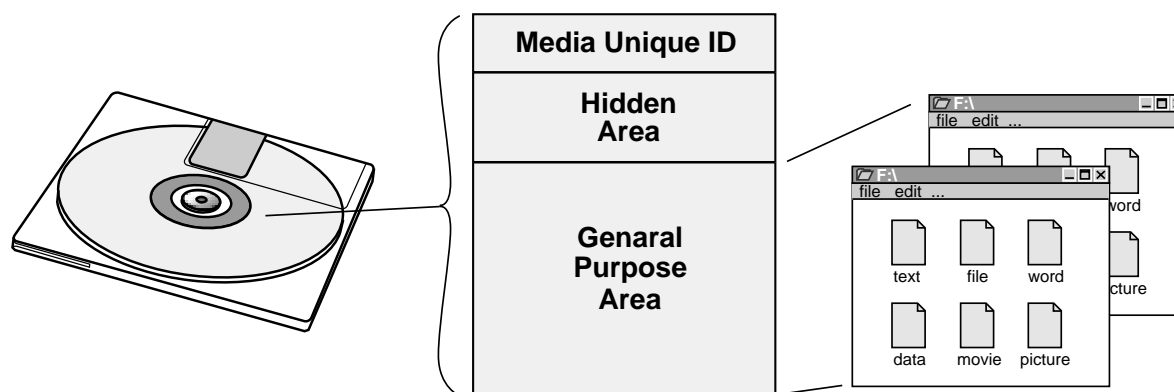 Media Unique ID
Hidden
Area
Genaral
Purpose
Area
F:\
file edit ...
word
F:\
file edit ...
text file word
data movie picture